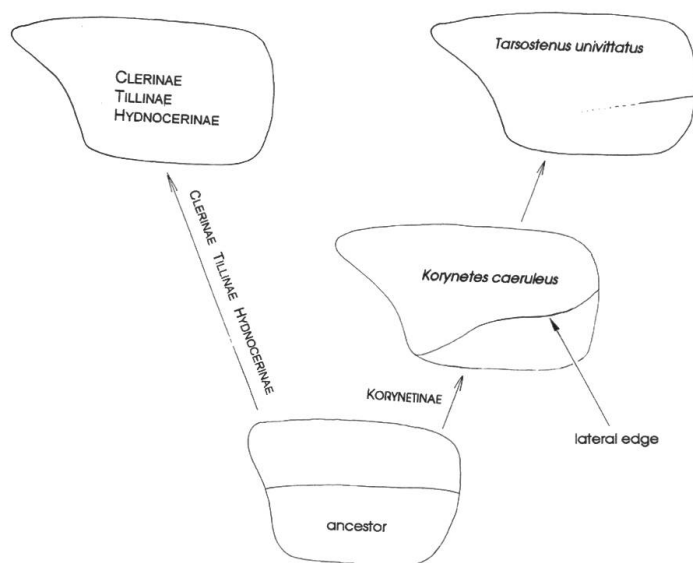 CLERINAE
TILLINAE
HYDNOCERINAE
Tarsostenus univittatus
CLERINAE TILLINAE HYDNOCERINAE
Korynetes caeruleus
KORYNETINAE
lateral edge
ancestor